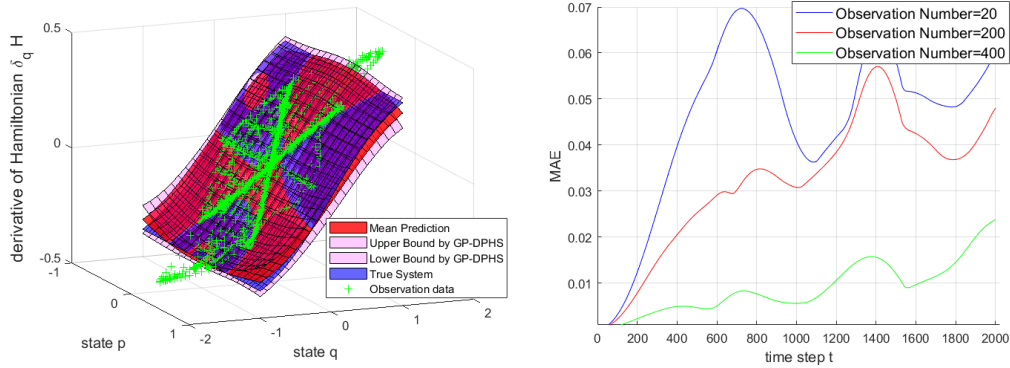 0.5
0
-0.5
derivative of Hamiltonian δq H
-1
0
1
state p
-2
-1
0
1
2
state q
Mean Prediction
Upper Bound by GP-DPHS
Lower Bound by GP-DPHS
True System
Observation data
0.07
0.06
0.05
0.04
0.03
0.02
0.01
MAE
Observation Number=20
Observation Number=200
Observation Number=400
0 200 400 600 800 1000 1200 1400 1600 1800 2000
time step t